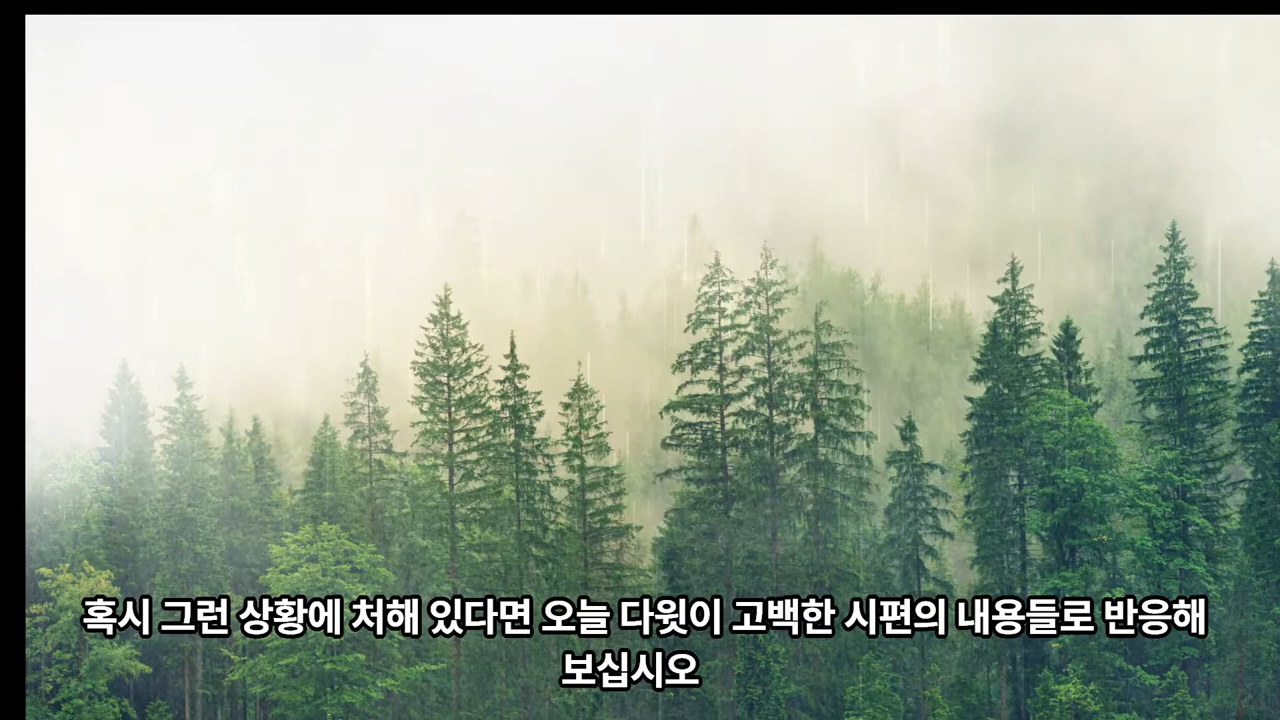 혹시 그런 상황에 처해 있다면 오늘 다윗이 고백한 시편의 내용들로 반응해
보십시오